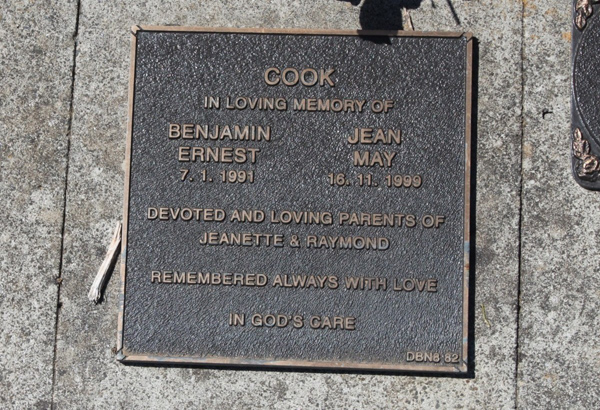 COOK
IN LOVING MEMORY OF
BENJAMIN
ERNEST
7. 1. 1991
JEAN
MAY
16. 11. 1999
DEVOTED AND LOVING PARENTS OF
JEANETTE & RAYMOND
REMEMBERED ALWAYS WITH LOVE
IN GOD'S CARE
DBN8'82